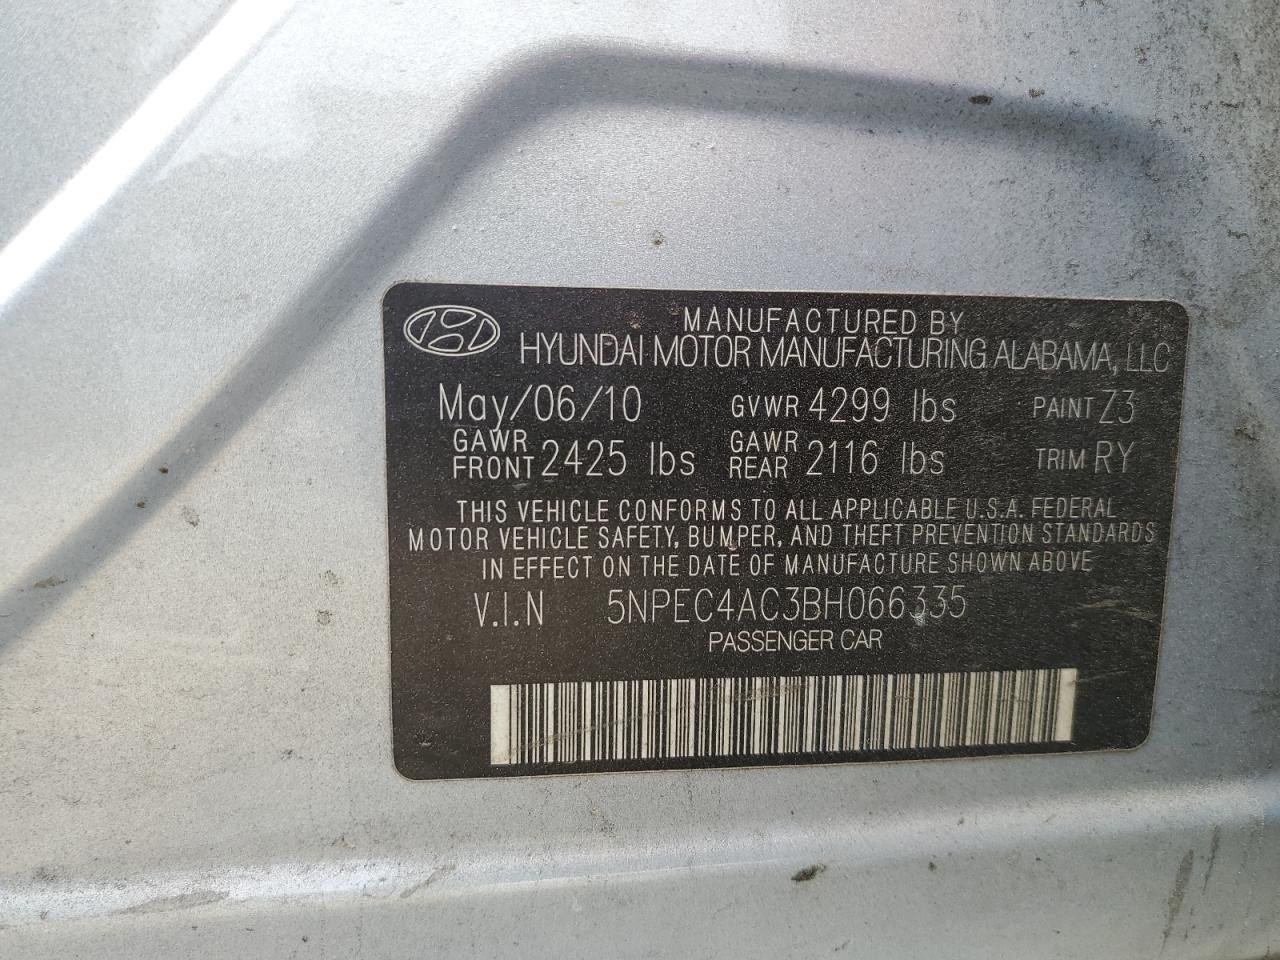 MANUFACTURED BY
HYUNDAI MOTOR MANUFACTURING ALABAMA, LLC
May/06/10 GVWR 4299 lbs PAINT Z3
GAWR FRONT 2425 lbs GAWR REAR 2116 lbs TRIM RY
THIS VEHICLE CONFORMS TO ALL APPLICABLE U.S.A. FEDERAL
MOTOR VEHICLE SAFETY, BUMPER, AND THEFT PREVENTION STANDARDS
IN EFFECT ON THE DATE OF MANUFACTURE SHOWN ABOVE
V.I.N 5NPEC4AC3BH066335
PASSENGER CAR